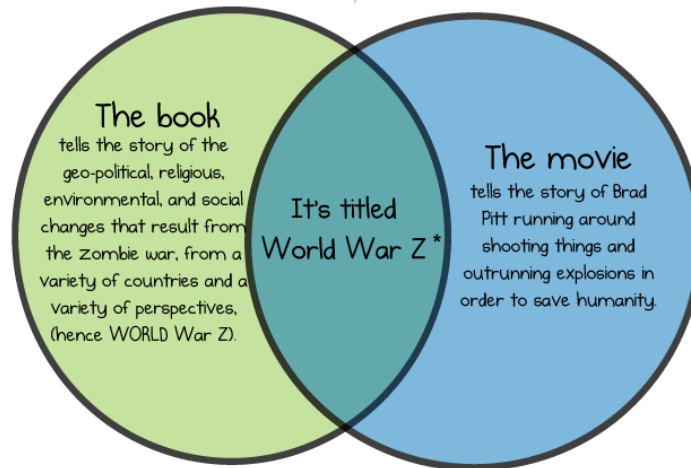 The book
tells the story of the
geo-political, religious,
environmental, and social
changes that result from
the zombie war, from a
variety of countries and a
variety of perspectives,
(hence WORLD War Z).
It's titled
World War Z*
The movie
tells the story of Brad
Pitt running around
shooting things and
outrunning explosions in
order to save humanity.